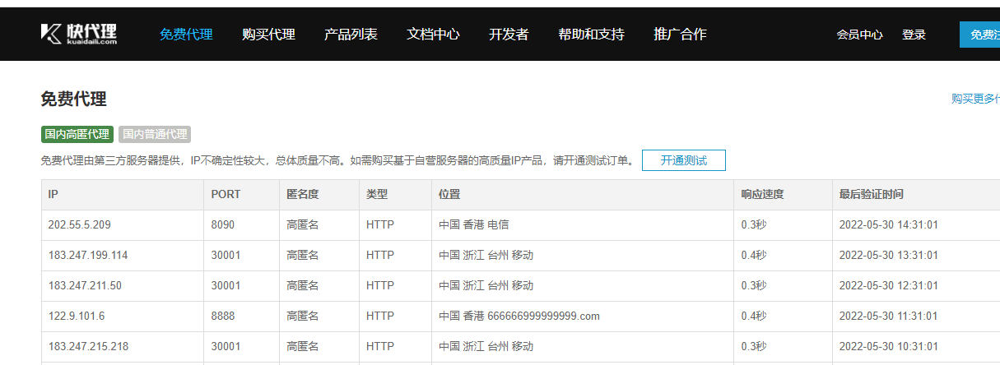 快代理 kuaidaili.com 免费代理 购买代理 产品列表 文档中心 开发者 帮助和支持 推广合作 会员中心 登录 免费
免费代理 购买更多
国内高匿代理 国内普通代理
免费代理由第三方服务器提供，IP不确定性较大，总体质量不高。如需购买基于自营服务器的高质量IP产品，请开通测试订单。 开通测试
IP PORT 匿名度 类型 位置 响应速度 最后验证时间
202.55.5.209 8090 高匿名 HTTP 中国 香港 电信 0.3秒 2022-05-30 14:31:01
183.247.199.114 30001 高匿名 HTTP 中国 浙江 台州 移动 0.4秒 2022-05-30 13:31:01
183.247.211.50 30001 高匿名 HTTP 中国 浙江 台州 移动 0.3秒 2022-05-30 12:31:01
122.9.101.6 8888 高匿名 HTTP 中国 香港 666666999999999.com 0.4秒 2022-05-30 11:31:01
183.247.215.218 30001 高匿名 HTTP 中国 浙江 台州 移动 0.3秒 2022-05-30 10:31:01